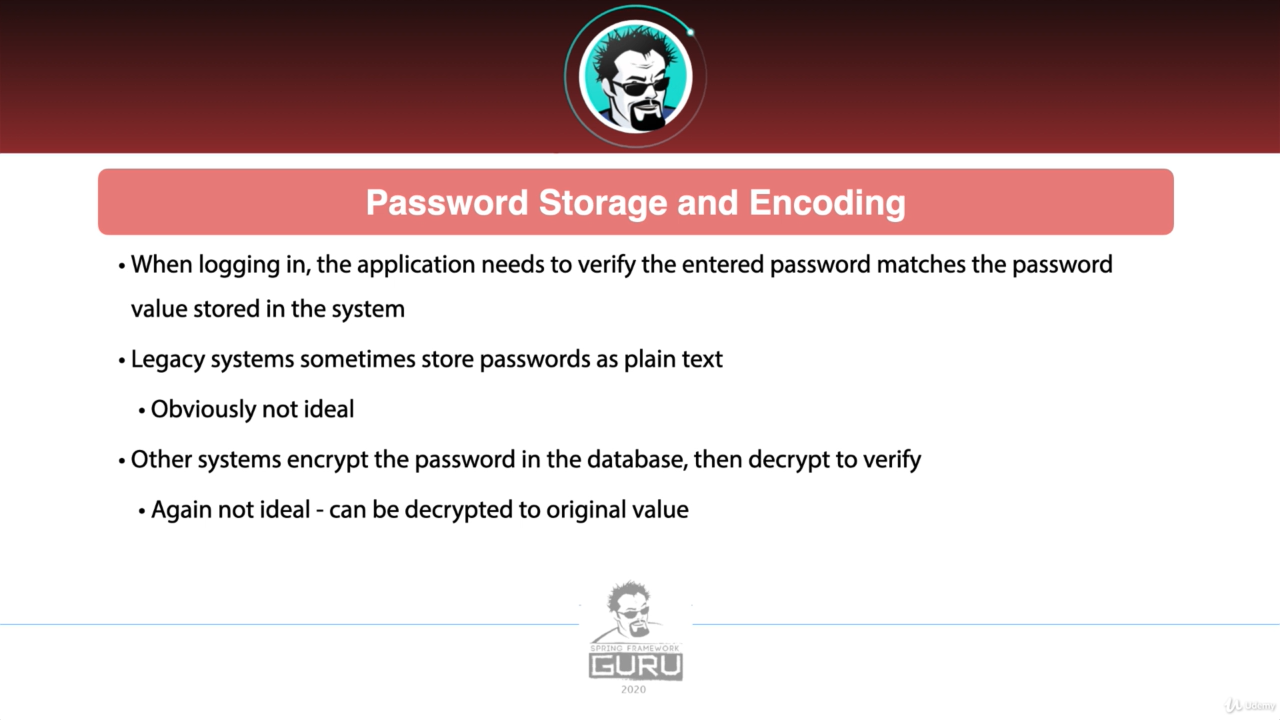 Password Storage and Encoding
• When logging in, the application needs to verify the entered password matches the password
value stored in the system
• Legacy systems sometimes store passwords as plain text
• Obviously not ideal
• Other systems encrypt the password in the database, then decrypt to verify
• Again not ideal - can be decrypted to original value
SPRING FRAMEWORK
GURU
2020
Udemy